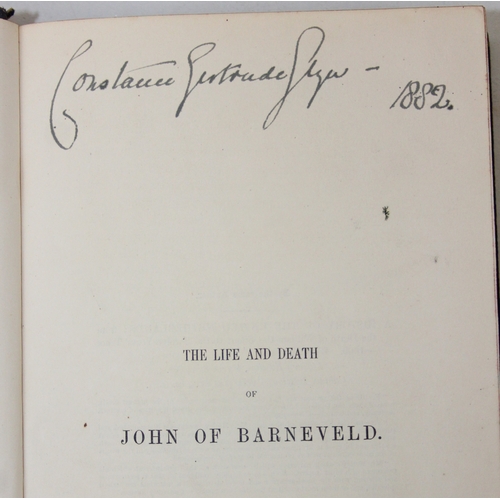 Constance Gertrude Glyn -
1882.
THE LIFE AND DEATH
OF
JOHN OF BARNEVELD.